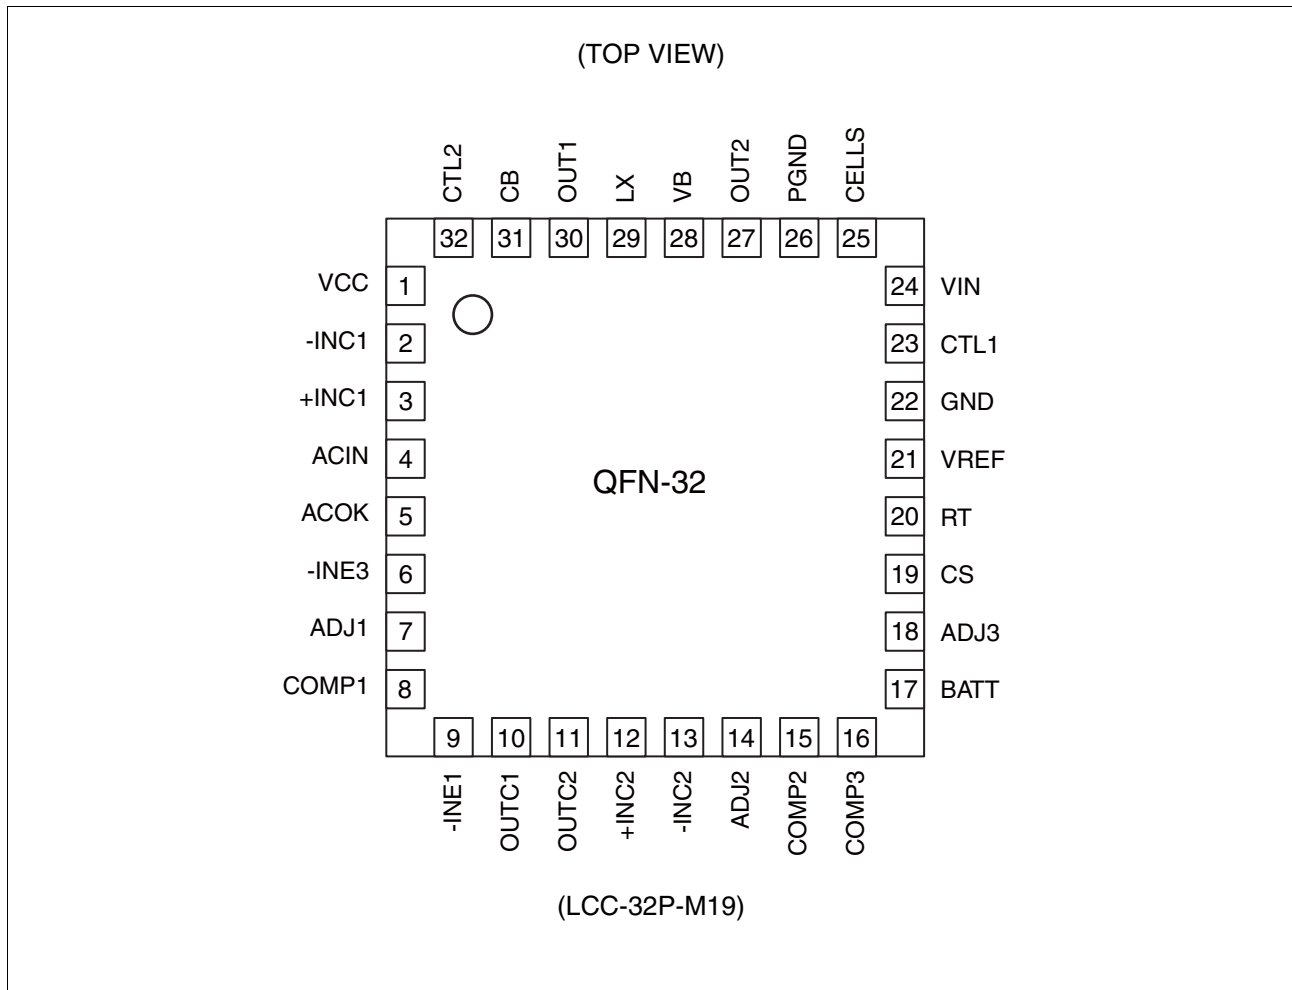 (TOP VIEW)
CTL2
CB
OUT1
LX
VB
OUT2
PGND
CELLS
32 31 30 29 28 27 26 25
VCC 1
24 VIN
-INC1 2
23 CTL1
+INC1 3
22 GND
ACIN 4
21 VREF
QFN-32
ACOK 5
20 RT
-INE3 6
19 CS
ADJ1 7
18 ADJ3
COMP1 8
17 BATT
9 10 11 12 13 14 15 16
-INE1
OUTC1
OUTC2
+INC2
-INC2
ADJ2
COMP2
COMP3
(LCC-32P-M19)